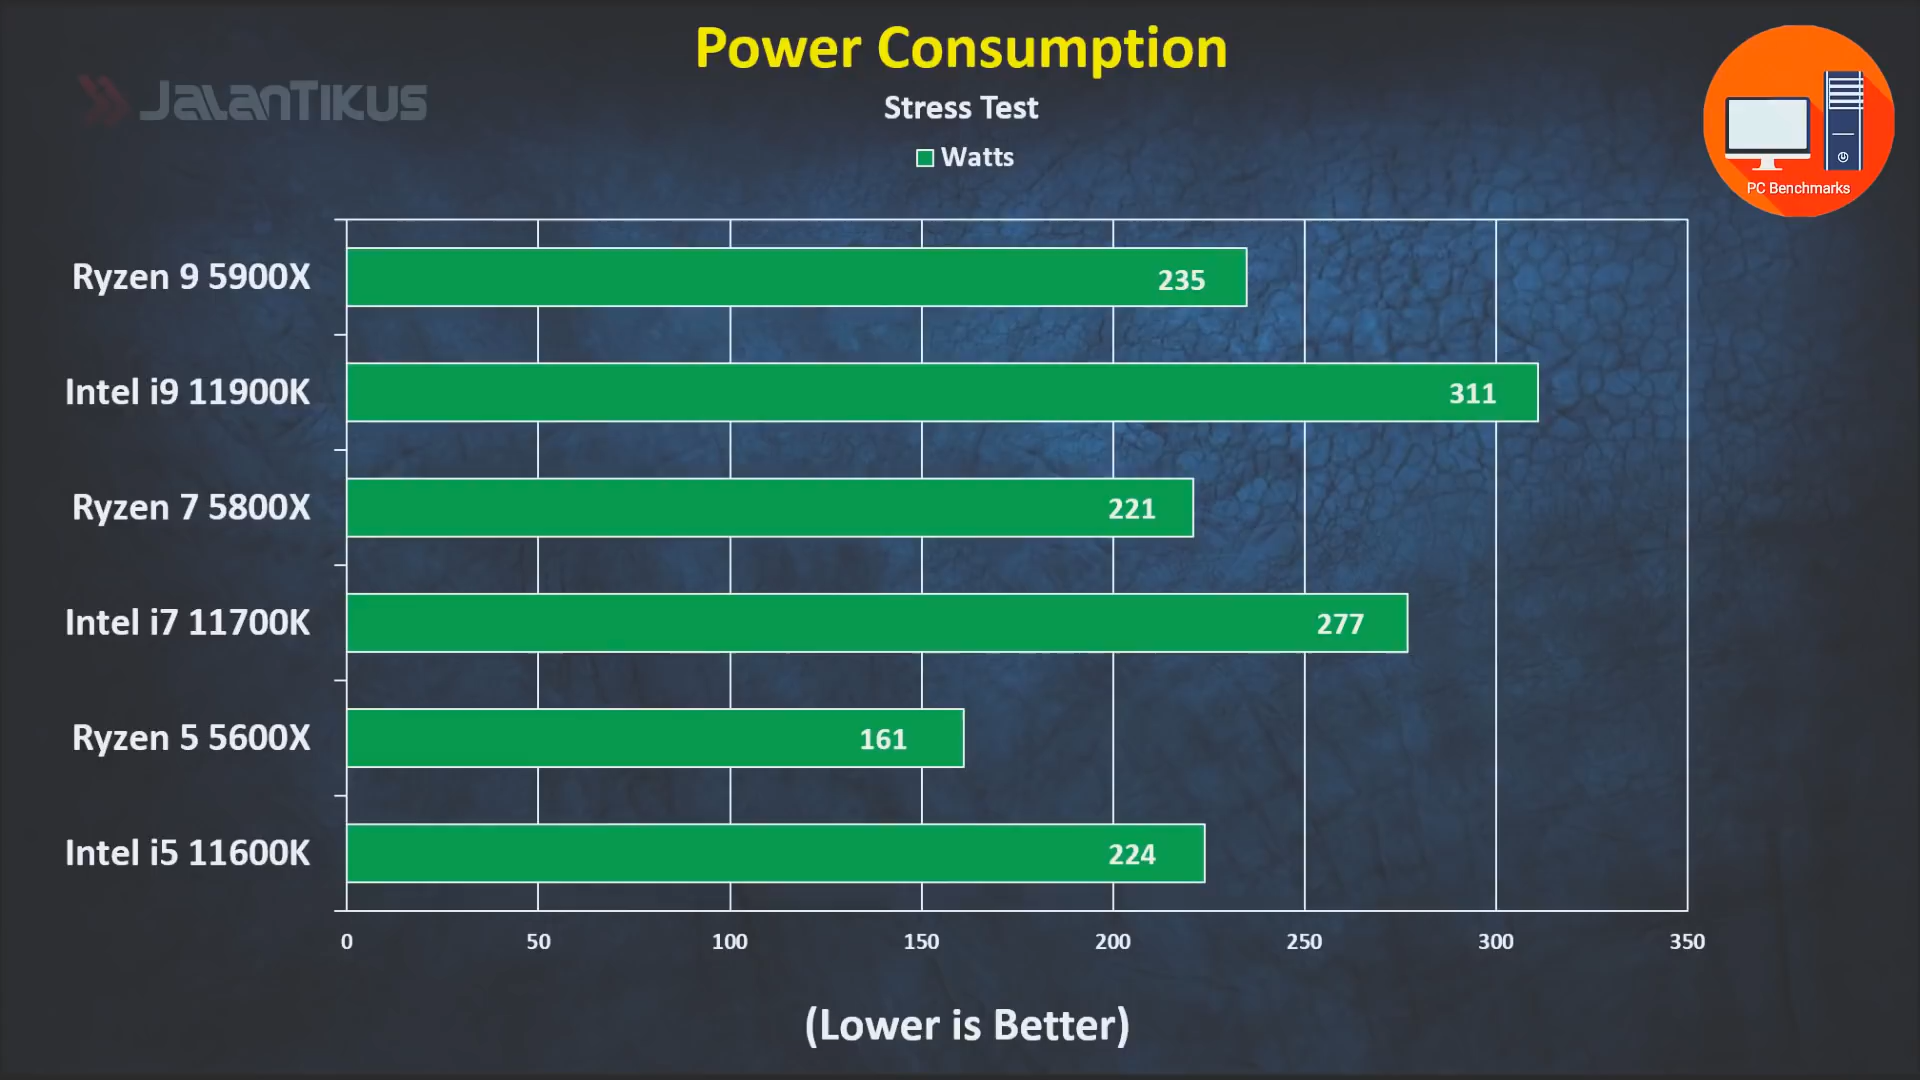 Power Consumption
JALANTIKUS
Stress Test
Watts
PC Benchmarks
Ryzen 9 5900X
235
Intel i9 11900K
311
Ryzen 7 5800X
221
Intel i7 11700K
277
Ryzen 5 5600X
161
Intel i5 11600K
224
0 50 100 150 200 250 300 350
(Lower is Better)